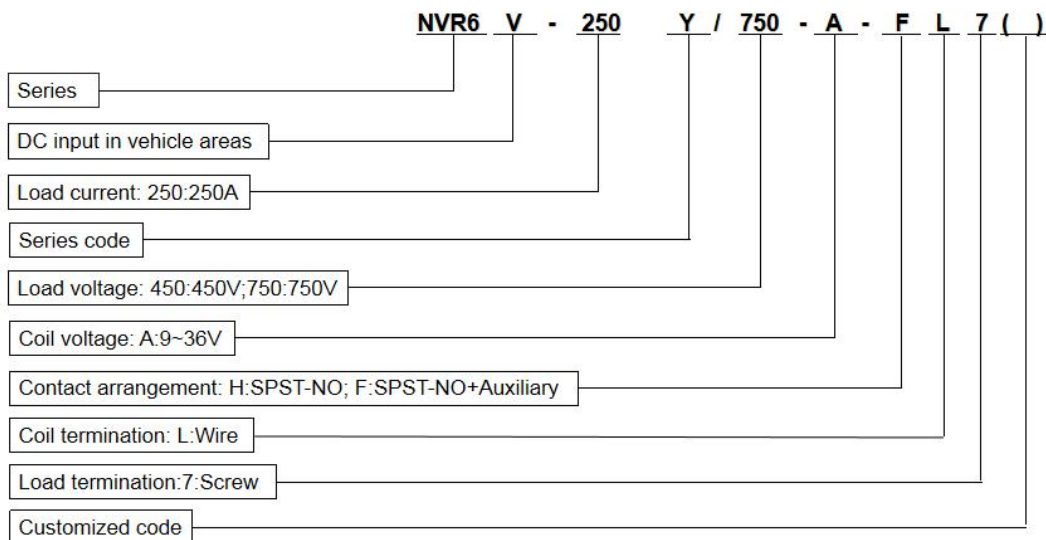 NVR6 V - 250 Y / 750 - A - F L 7 ( )
Series
DC input in vehicle areas
Load current: 250:250A
Series code
Load voltage: 450:450V;750:750V
Coil voltage: A:9~36V
Contact arrangement: H:SPST-NO; F:SPST-NO+Auxiliary
Coil termination: L:Wire
Load termination:7:Screw
Customized code